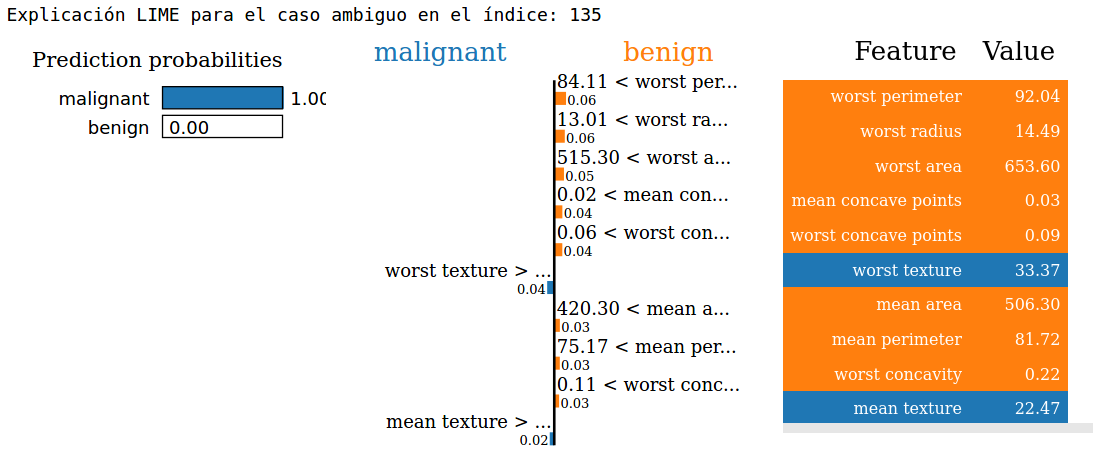 Explicación LIME para el caso ambiguo en el índice: 135
Prediction probabilities
malignant 1.00
benign 0.00
malignant benign
84.11 < worst per...
0.06
13.01 < worst ra...
0.06
515.30 < worst a...
0.05
0.02 < mean con...
0.04
0.06 < worst con...
0.04
worst texture > ...
0.04
420.30 < mean a...
0.03
75.17 < mean per...
0.03
0.11 < worst conc...
0.03
mean texture > ...
0.02
Feature Value
worst perimeter 92.04
worst radius 14.49
worst area 653.60
mean concave points 0.03
worst concave points 0.09
worst texture 33.37
mean area 506.30
mean perimeter 81.72
worst concavity 0.22
mean texture 22.47